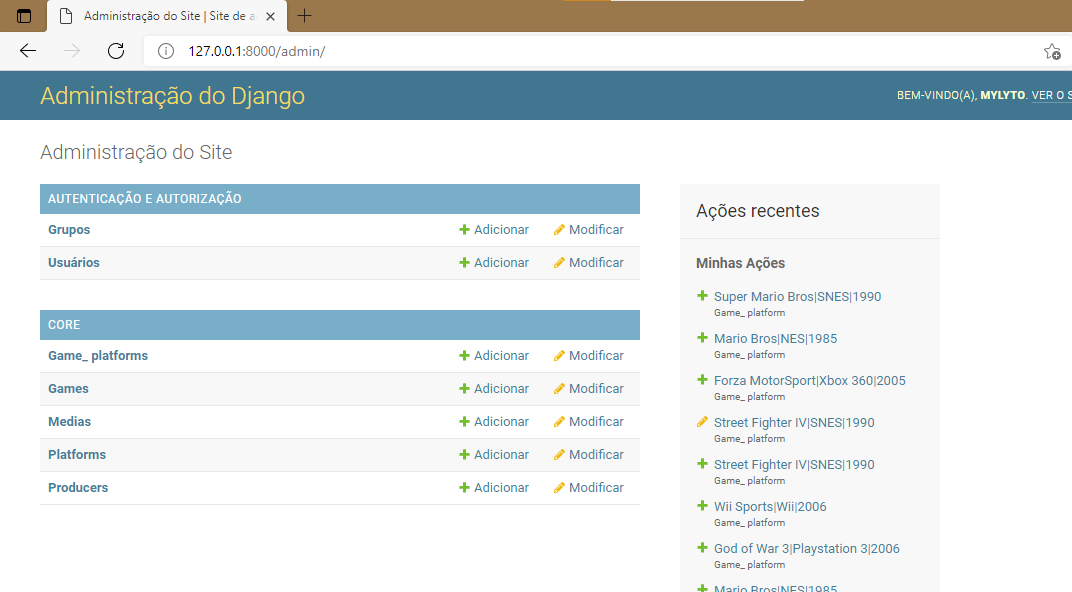 Administração do Site | Site de a
127.0.0.1:8000/admin/
Administração do Django
BEM-VINDO(A), MYLYTO. VER O S
Administração do Site
AUTENTICAÇÃO E AUTORIZAÇÃO
Grupos Adicionar Modificar
Usuários Adicionar Modificar
CORE
Game_ platforms Adicionar Modificar
Games Adicionar Modificar
Medias Adicionar Modificar
Platforms Adicionar Modificar
Producers Adicionar Modificar
Ações recentes
Minhas Ações
Super Mario Bros|SNES|1990
Game_ platform
Mario Bros|NES|1985
Game_ platform
Forza MotorSport|Xbox 360|2005
Game_ platform
Street Fighter IV|SNES|1990
Game_ platform
Street Fighter IV|SNES|1990
Game_ platform
Wii Sports|Wii|2006
Game_ platform
God of War 3|Playstation 3|2006
Game_ platform
Mario Bros|NES|1985